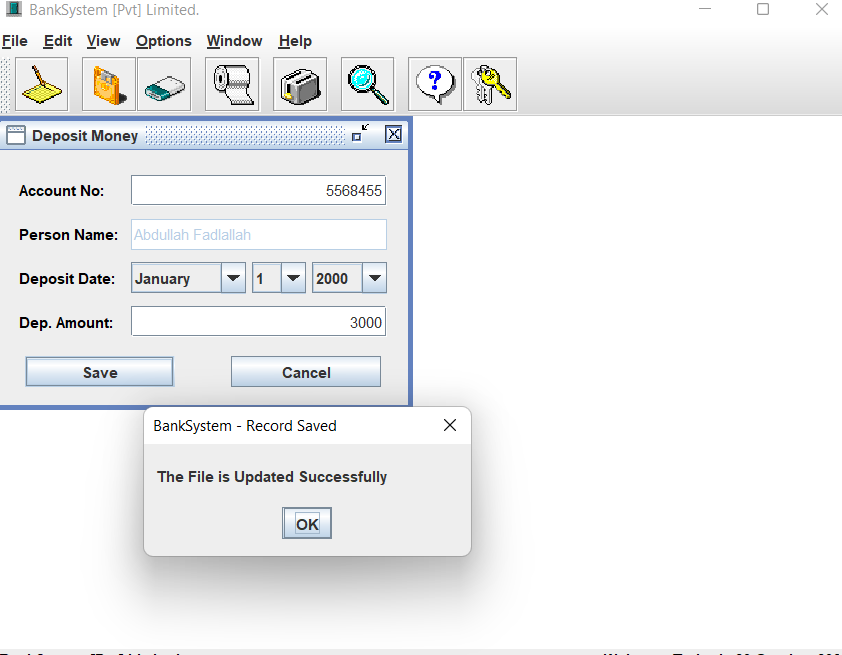 BankSystem [Pvt] Limited.
File Edit View Options Window Help
?
Deposit Money
Account No: 5568455
Person Name: Abdullah Fadlallah
Deposit Date: January 1 2000
Dep. Amount: 3000
Save Cancel
BankSystem - Record Saved
The File is Updated Successfully
OK